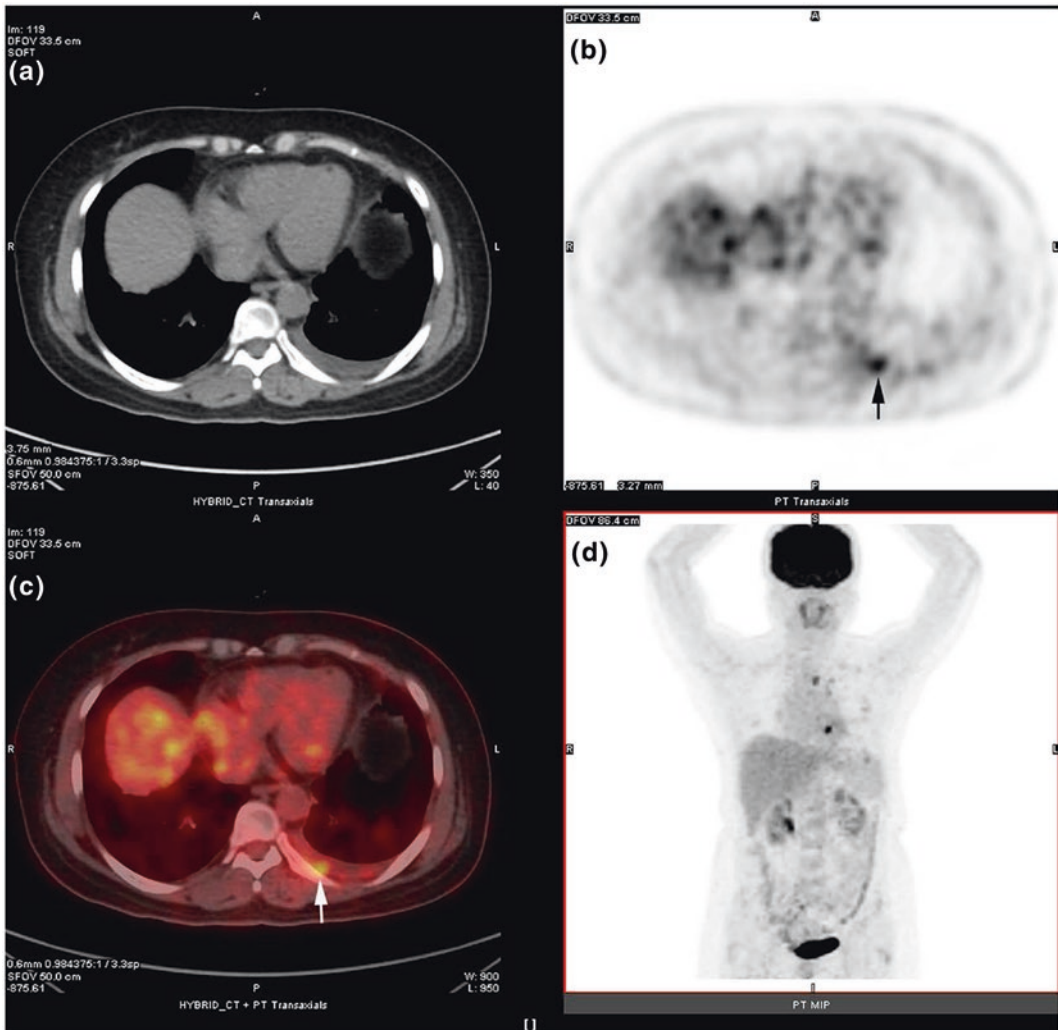 A
Im: 119
DFOV 33.5 cm
SOFT
(a)
R
L
3.75 mm
0.6mm 0.984375:1 / 3.3sp
SFOV 50.0 cm
-875.61
W: 350
L: 40
P
HYBRID_CT Transaxials
DFOV 33.5 cm
A
(b)
R
L
-875.61 3.27 mm
P
PT Transaxials
A
Im: 119
DFOV 33.5 cm
SOFT
(c)
R
L
0.6mm 0.984375:1 / 3.3sp
SFOV 50.0 cm
-875.61
W: 900
L: 950
P
HYBRID_CT + PT Transaxials
DFOV 86.4 cm
S
(d)
R
L
I
PT MIP
[ ]